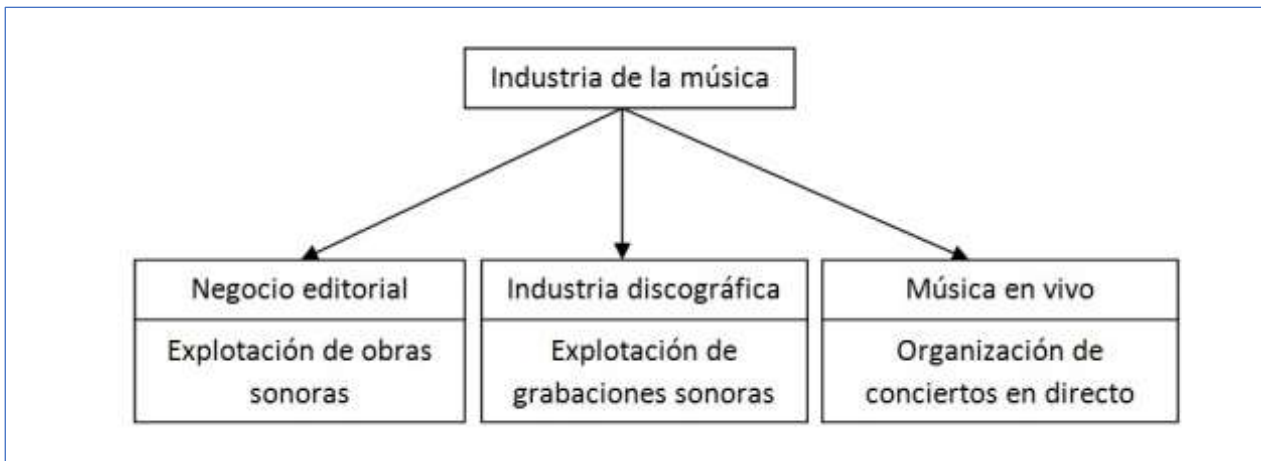 Industria de la música
Negocio editorial
Explotación de obras
sonoras
Industria discográfica
Explotación de
grabaciones sonoras
Música en vivo
Organización de
conciertos en directo